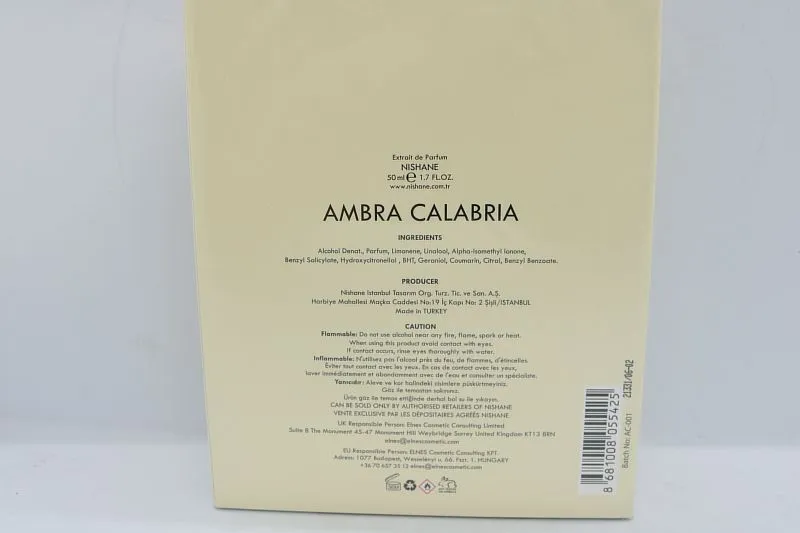 Extrait de Parfum
NISHANE
50 ml ℮ 1.7 FL.OZ.
www.nishane.com.tr
AMBRA CALABRIA
INGREDIENTS
Alcohol Denat., Parfum, Limonene, Linalool, Alpha-Isomethyl Ionone,
Benzyl Salicylate, Hydroxycitronellol , BHT, Geraniol, Coumarin, Citral, Benzyl Benzoate.
PRODUCER
Nishane Istanbul Tasarım Org. Turz. Tic. ve San. A.Ş.
Harbiye Mahallesi Maçka Caddesi No:19 İç Kapı No: 2 Şişli/İSTANBUL
Made in TURKEY
CAUTION
Flammable: Do not use alcohol near any fire, flame, spark or heat.
When using this product avoid contact with eyes.
If contact occurs, rinse eyes thoroughly with water.
Inflammable: N'utilisez pas l'alcool près du feu, de flammes, d'étincelles.
Éviter tout contact avec les yeux. En cas de contact avec les yeux,
laver immédiatement et abondamment avec de l'eau et consulter un spécialiste.
Yanıcıdır: Aleve ve kor halindeki cisimlere püskürtmeyiniz.
Göz ile temastan sakınınız.
Ürün göz ile temas ettiğinde derhal bol su ile yıkayın.
CAN BE SOLD ONLY BY AUTHORISED RETAILERS OF NISHANE
VENTE EXCLUSIVE PAR LES DÉPOSITAIRES AGRÉÉS NISHANE
UK Responsible Person: Elnes Cosmetic Consulting Limited
Suite 8 The Monument 45-47 Monument Hill Weybridge Surrey United Kingdom KT13 8RN
elnes@elnescosmetic.com
EU Responsible Person: ELNES Cosmetic Consulting KFT.
Adress: 1077 Budapest, Wesselényi u. 66. Fszt. 1. HUNGARY
+36 70 657 35 12 elnes@elnescosmetic.com
8 681008 055425
Batch No: AC-001
21331/06-02